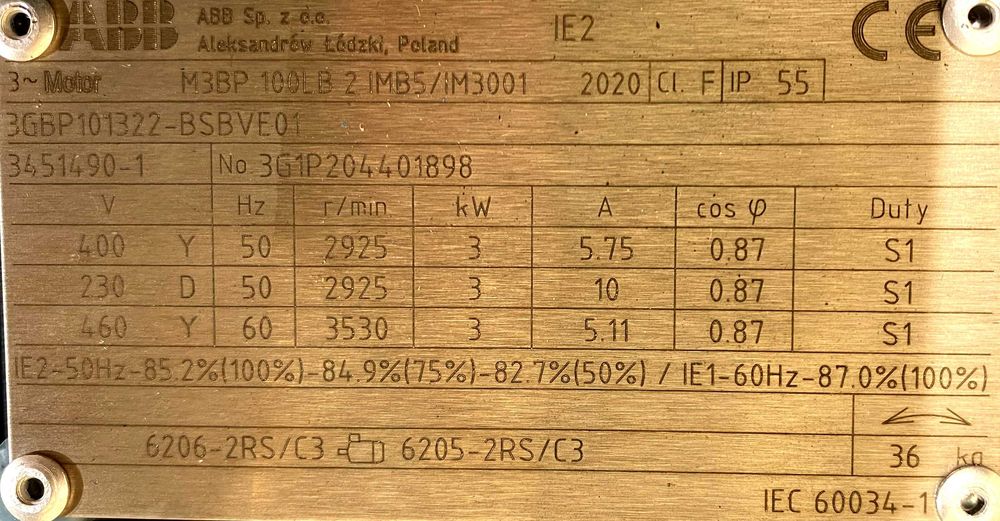 ABB ABB Sp. z o.o. IE2 CE
Aleksandrów Łódzki, Poland
3~ Motor M3BP 100LB 2 IMB5/IM3001 2020 Cl. F IP 55
3GBP101322-BSBVE01
3451490-1 No. 3G1P204401898
V Hz r/min kW A cos φ Duty
400 Y 50 2925 3 5.75 0.87 S1
230 D 50 2925 3 10 0.87 S1
460 Y 60 3530 3 5.11 0.87 S1
IE2-50Hz-85.2%(100%)-84.9%(75%)-82.7%(50%) / IE1-60Hz-87.0%(100%)
6206-2RS/C3 6205-2RS/C3 36 kg
IEC 60034-1